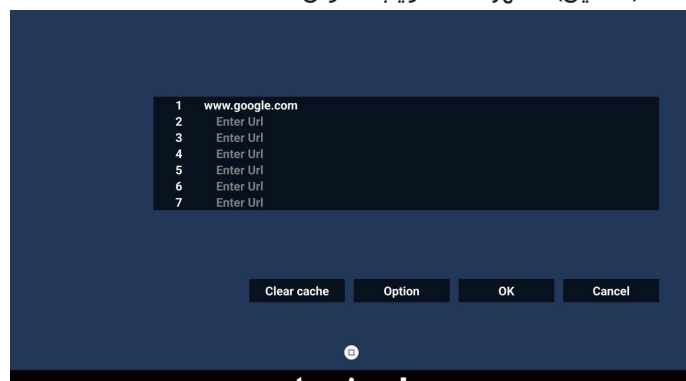 1 www.google.com
2 Enter Url
3 Enter Url
4 Enter Url
5 Enter Url
6 Enter Url
7 Enter Url
Clear cache Option OK Cancel